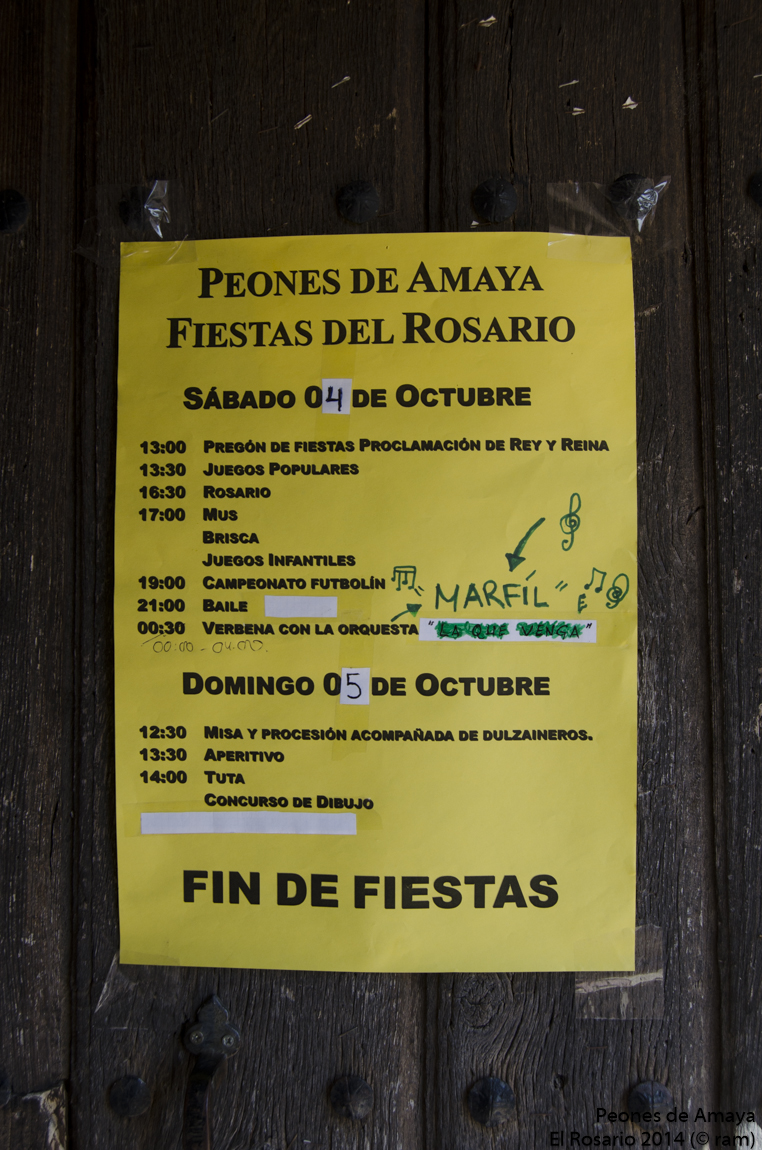 PEONES DE AMAYA
FIESTAS DEL ROSARIO
SÁBADO 04 DE OCTUBRE
13:00 PREGÓN DE FIESTAS PROCLAMACIÓN DE REY Y REINA
13:30 JUEGOS POPULARES
16:30 ROSARIO
17:00 MUS
BRISCA
JUEGOS INFANTILES
19:00 CAMPEONATO FUTBOLÍN
"MARFÍL"
21:00 BAILE
00:30 VERBENA CON LA ORQUESTA "LA QUE VENGA"
00:00 - 04:00.
DOMINGO 05 DE OCTUBRE
12:30 MISA Y PROCESIÓN ACOMPAÑADA DE DULZAINEROS.
13:30 APERITIVO
14:00 TUTA
CONCURSO DE DIBUJO
FIN DE FIESTAS
Peones de Amaya
El Rosario 2014 (© ram)